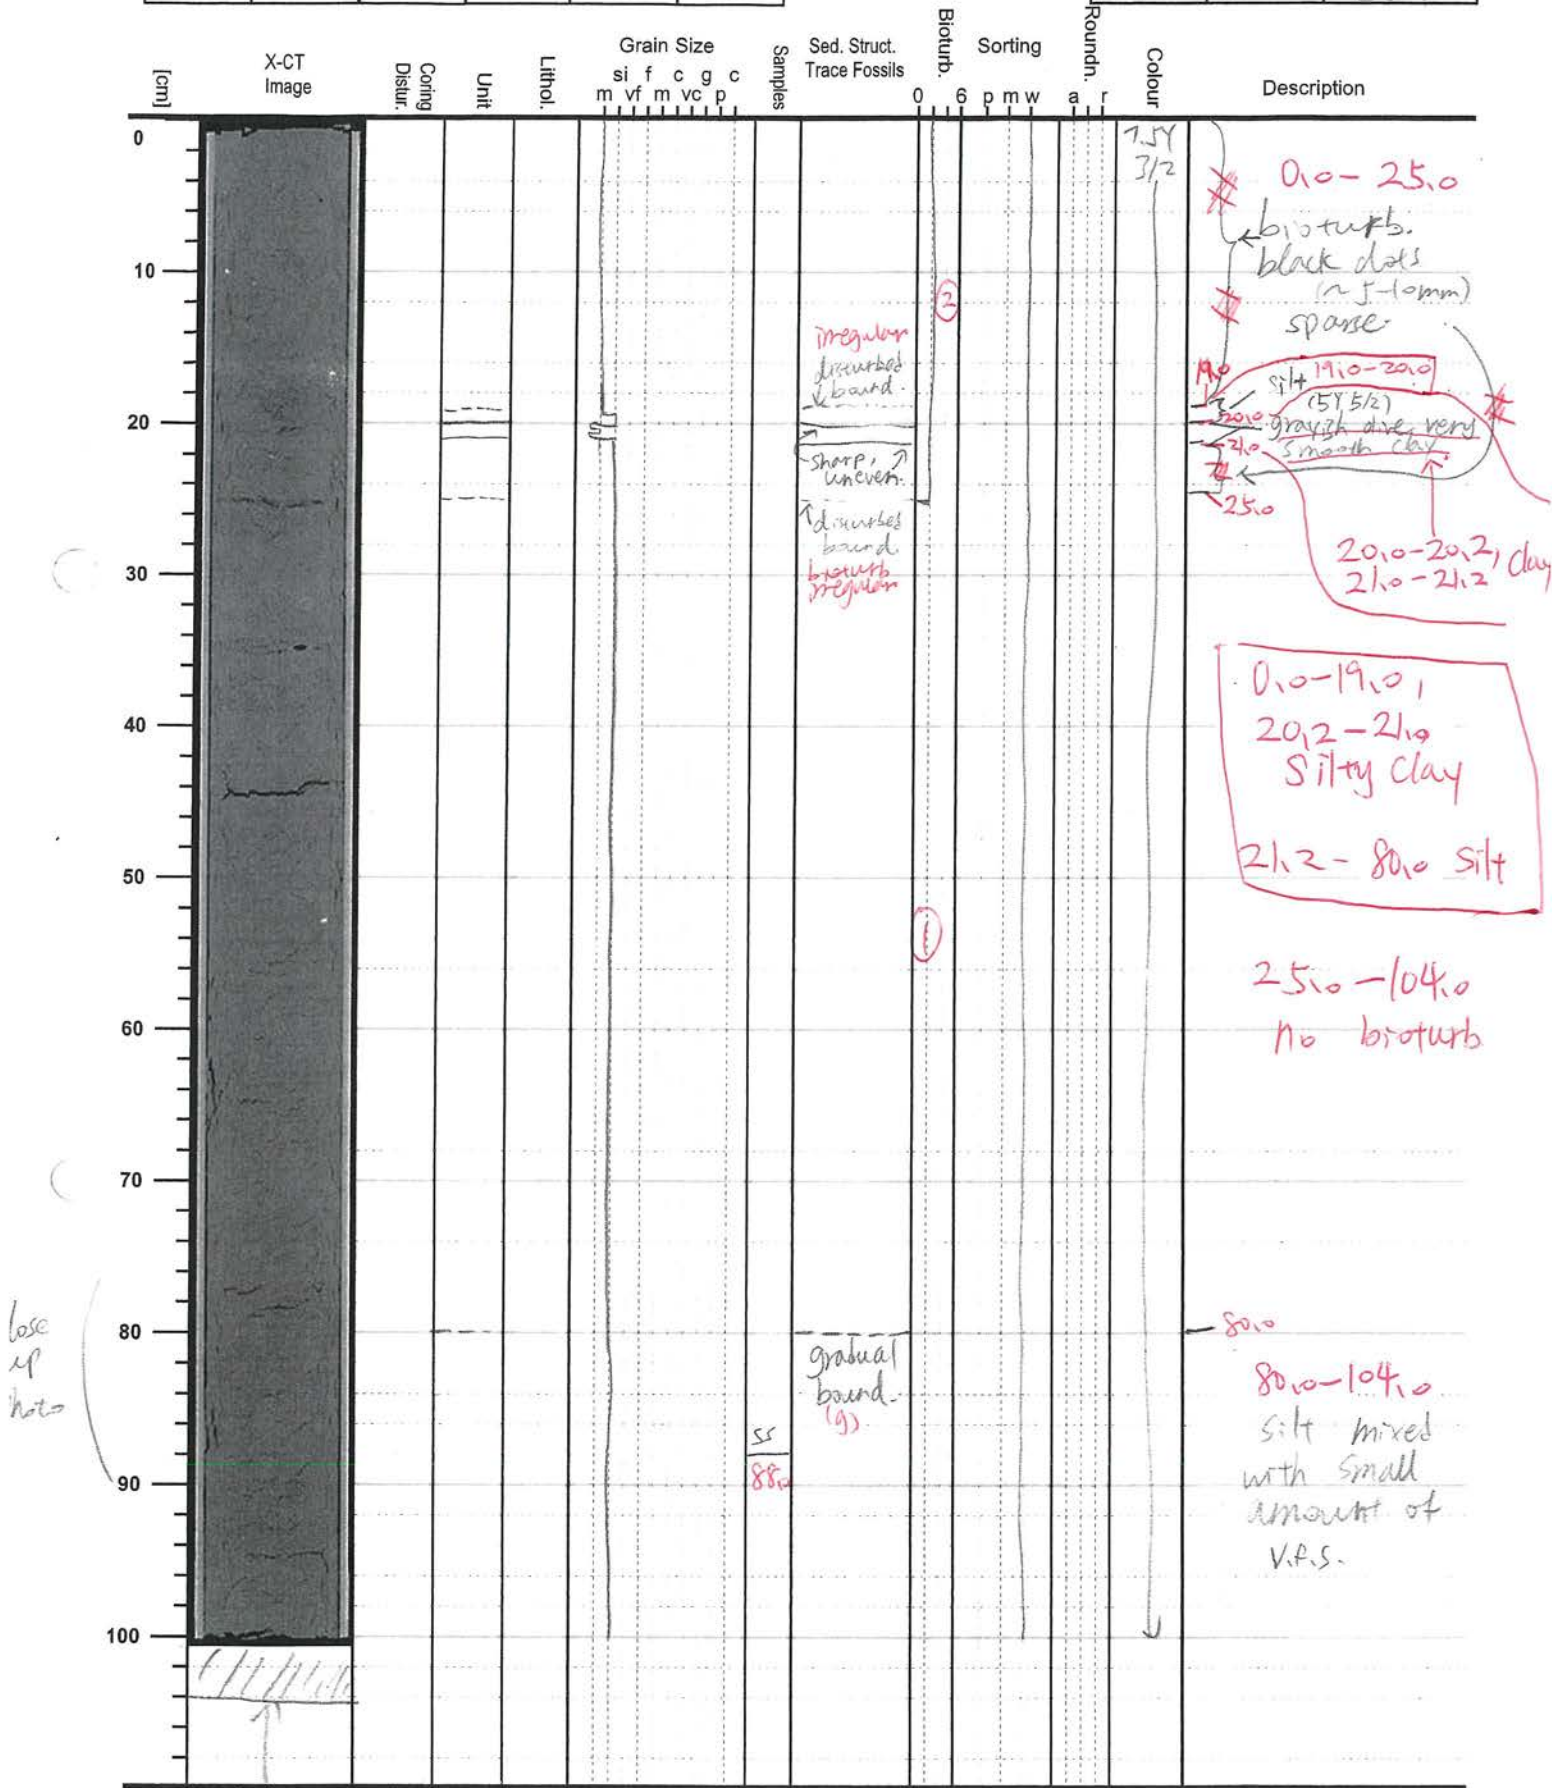 [cm]
X-CT
Image
Coring
Distur.
Unit
Lithol.
Grain Size
si f c g c
m vf m vc p
Samples
Sed. Struct.
Trace Fossils
Bioturb.
0 6
Sorting
p m w
Roundn.
a r
Colour
Description
0
10
20
30
40
50
60
70
80
90
100
3/2
0.0-25.0
bioturb.
black dots
(~5-10mm)
sparse
2
irregular
disturbed
bound.
sharp,
uneven.
disturbed
bound.
bioturb
irregular
19.0
silt 19.0-20.0
(5Y 5/2)
20.0
grayish olive, very
smooth clay
21.0
25.0
20.0-20.2, clay
21.0-21.2
0.0-19.0,
20.2-21.0
Silty Clay
21.2-80.0 silt
1
25.0-104.0
no bioturb
lose
up
hoto
80.0
gradual
bound.
(g)
80.0-104.0
silt mixed
with small
amount of
v.f.s.
SS
88.0